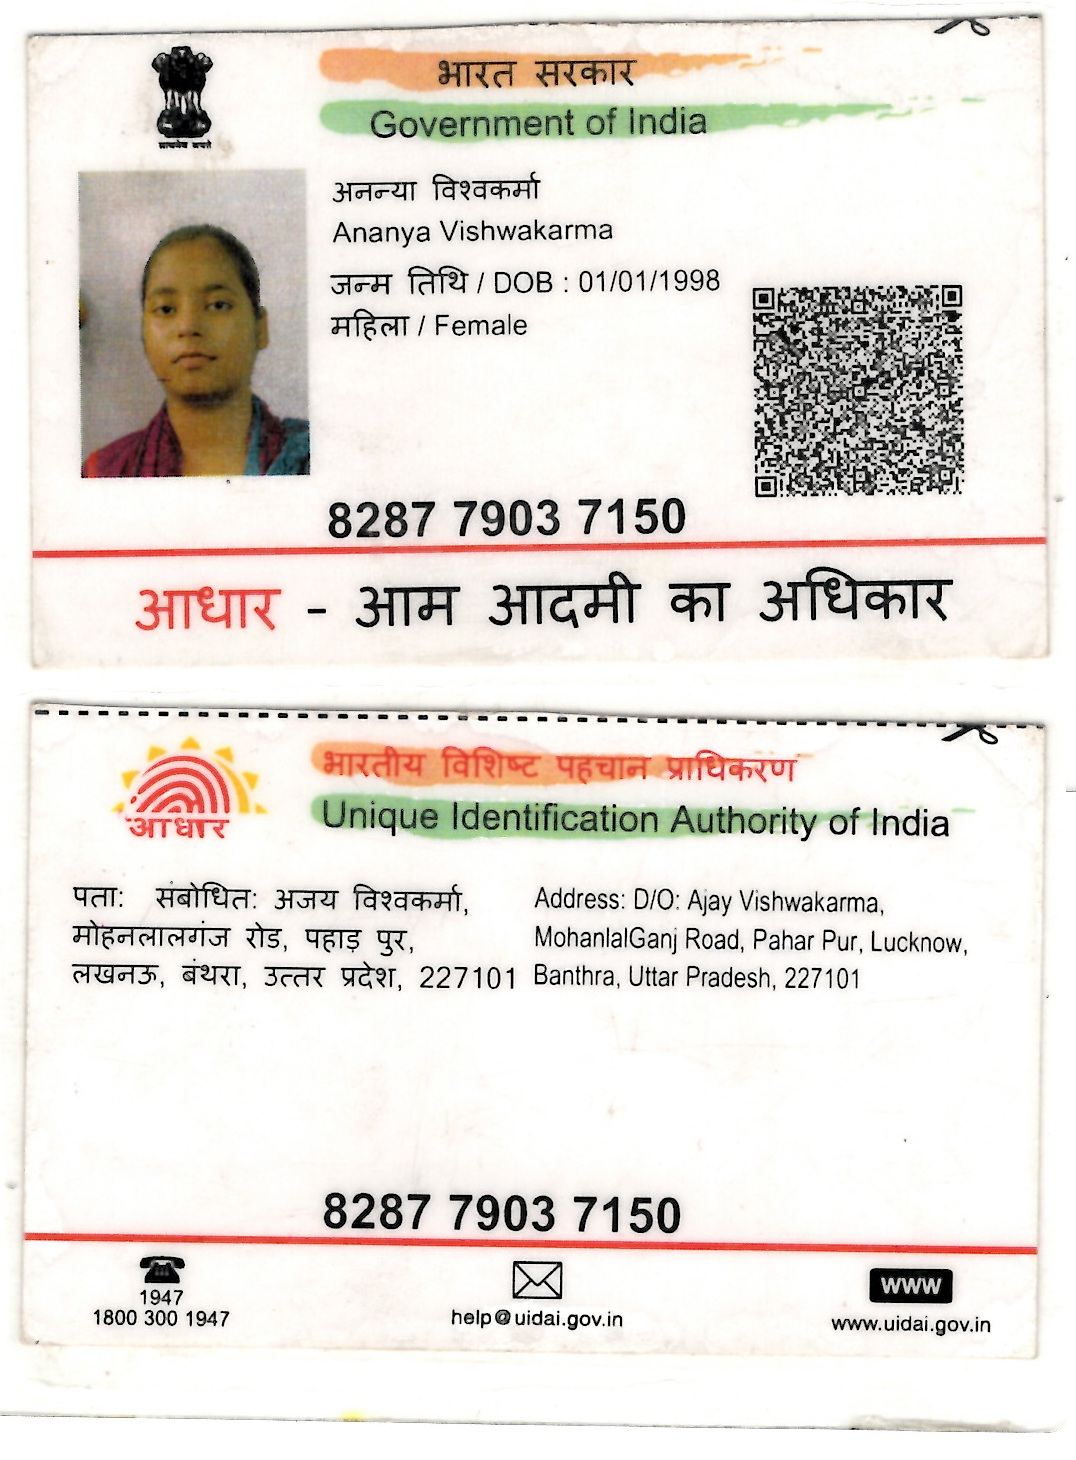 भारत सरकार
Government of India
अनन्या विश्वकर्मा
Ananya Vishwakarma
जन्म तिथि / DOB : 01/01/1998
महिला / Female
8287 7903 7150
आधार - आम आदमी का अधिकार
भारतीय विशिष्ट पहचान प्राधिकरण
Unique Identification Authority of India
आधार
पता: संबोधित: अजय विश्वकर्मा,
मोहनलालगंज रोड, पहाड़ पुर,
लखनऊ, बंथरा, उत्तर प्रदेश, 227101
Address: D/O: Ajay Vishwakarma,
MohanlalGanj Road, Pahar Pur, Lucknow,
Banthra, Uttar Pradesh, 227101
8287 7903 7150
1947
1800 300 1947
help@uidai.gov.in
www
www.uidai.gov.in